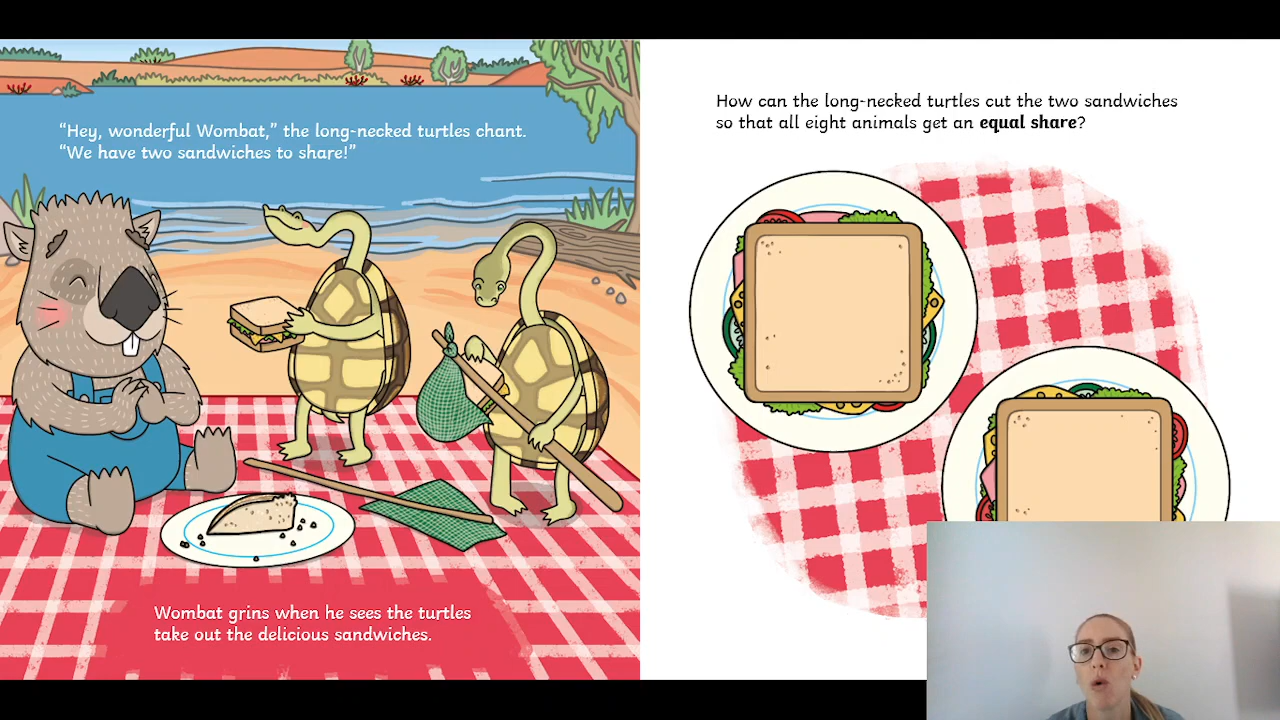 “Hey, wonderful Wombat,” the long-necked turtles chant.
“We have two sandwiches to share!”
Wombat grins when he sees the turtles
take out the delicious sandwiches.
How can the long-necked turtles cut the two sandwiches
so that all eight animals get an equal share?